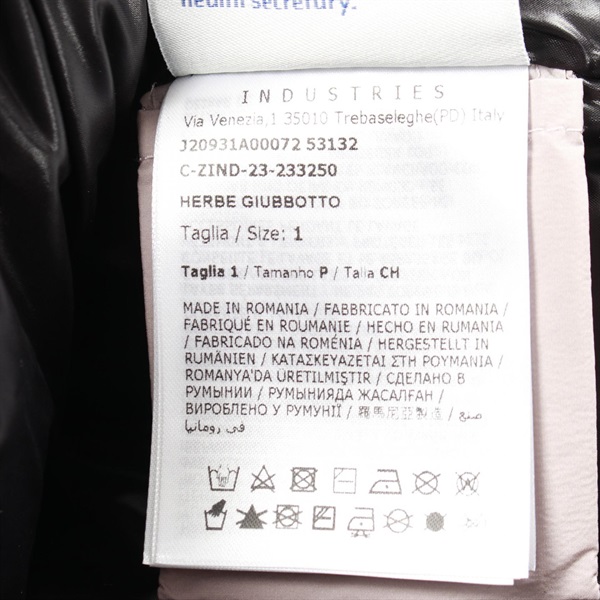 health secretary.
INDUSTRIES
Via Venezia,1 35010 Trebaseleghe(PD) Italy
J20931A00072 53132
C-ZIND-23-233250
HERBE GIUBBOTTO
Taglia / Size: 1
Taglia 1 / Tamanho P / Talla CH
MADE IN ROMANIA / FABBRICATO IN ROMANIA /
FABRIQUÉ EN ROUMANIE / HECHO EN RUMANIA
/ FABRICADO NA ROMÉNIA / HERGESTELLT IN
RUMÄNIEN / ΚΑΤΑΣΚΕΥΑΖΕΤΑΙ ΣΤΗ ΡΟΥΜΑΝΙΑ /
ROMANYA'DA ÜRETILMIŞTIR / СДЕЛАНО В
РУМЫНИИ / РУМЫНИЯДА ЖАСАЛҒАН /
ВИРОБЛЕНО У РУМУНІЇ / 羅馬尼亞製造 / صنع
في رومانيا